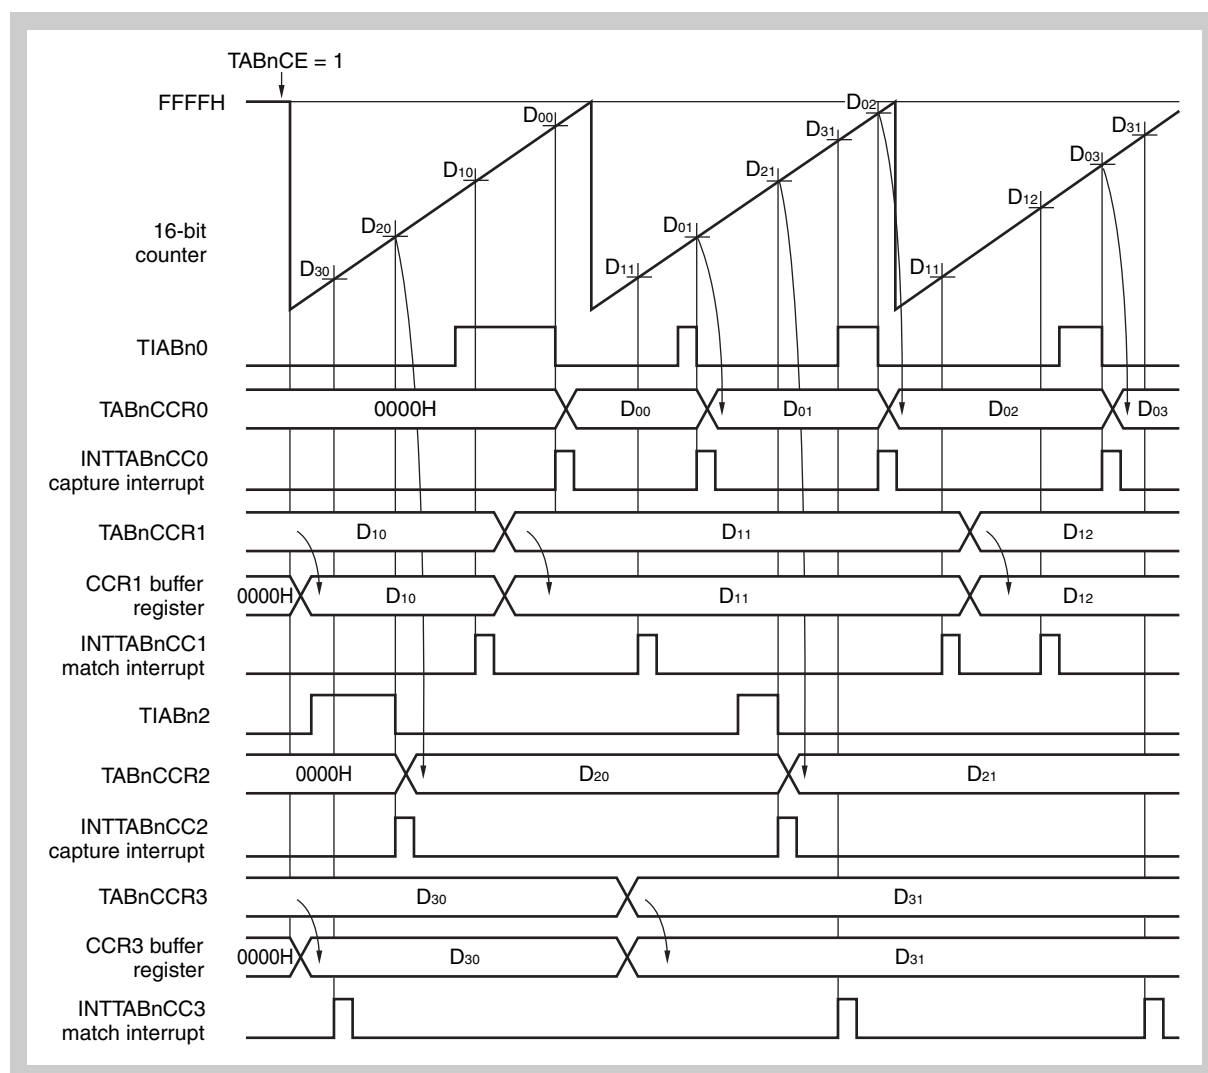 TABnCE = 1
FFFFH
D00
D02
D31
D31
D10
D21
D03
D20
D01
D12
16-bit
counter
D30
D11
D11
TIABn0
TABnCCR0
0000H
D00
D01
D02
D03
INTTABnCC0
capture interrupt
TABnCCR1
D10
D11
D12
CCR1 buffer
register
0000H
D10
D11
D12
INTTABnCC1
match interrupt
TIABn2
TABnCCR2
0000H
D20
D21
INTTABnCC2
capture interrupt
TABnCCR3
D30
D31
CCR3 buffer
register
0000H
D30
D31
INTTABnCC3
match interrupt